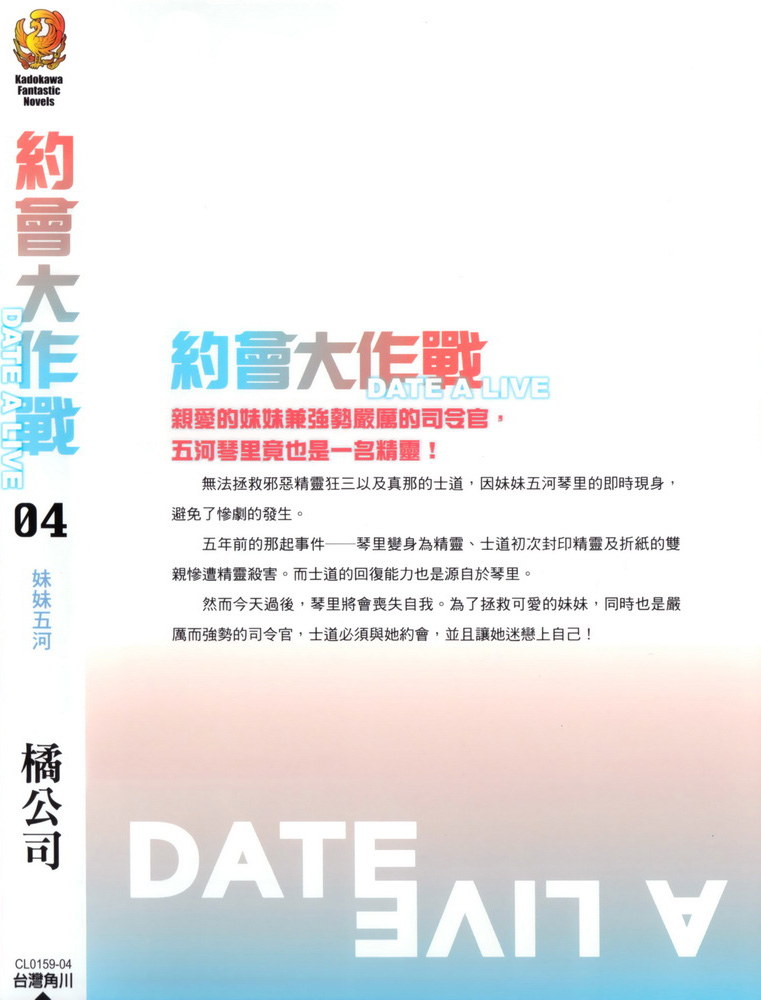 Kadokawa
Fantastic
Novels
約會大作戰
DATE A LIVE
04
妹妹五河
橘公司
CL0159-04
台灣角川
約會大作戰
DATE A LIVE
親愛的妹妹兼強勢嚴厲的司令官，
五河琴里竟也是一名精靈！
無法拯救邪惡精靈狂三以及真那的士道，因妹妹五河琴里的即時現身，
避免了慘劇的發生。
五年前的那起事件——琴里變身為精靈、士道初次封印精靈及折紙的雙
親慘遭精靈殺害。而士道的回復能力也是源自於琴里。
然而今天過後，琴里將會喪失自我。為了拯救可愛的妹妹，同時也是嚴
厲而強勢的司令官，士道必須與她約會，並且讓她迷戀上自己！
DATE
A LIVE